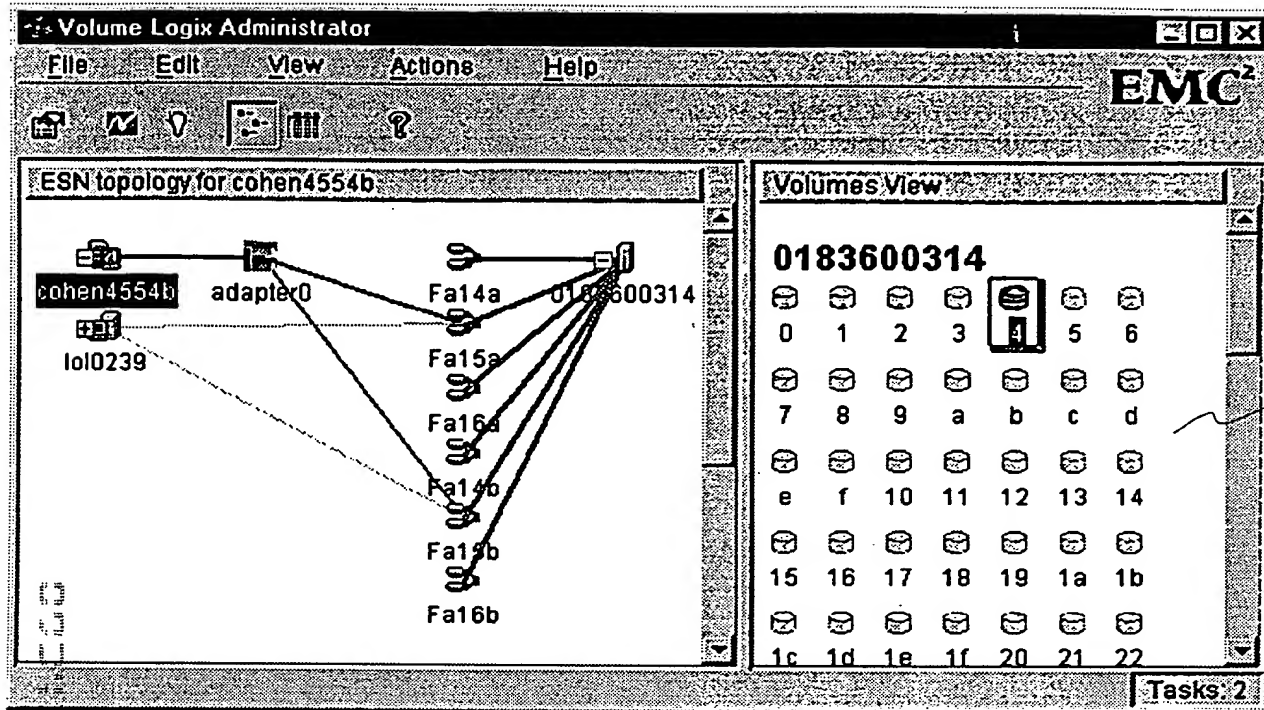 Volume Logix Administrator
File Edit View Actions Help
EMC²
ESN topology for cohen4554b
cohen4554b
adapter0
Fa14a
0183600314
lol0239
Fa15a
Fa16a
Fa14b
Fa15b
Fa16b
Volumes View
0183600314
0 1 2 3 4 5 6
7 8 9 a b c d
e f 10 11 12 13 14
15 16 17 18 19 1a 1b
1c 1d 1e 1f 20 21 22
Tasks: 2